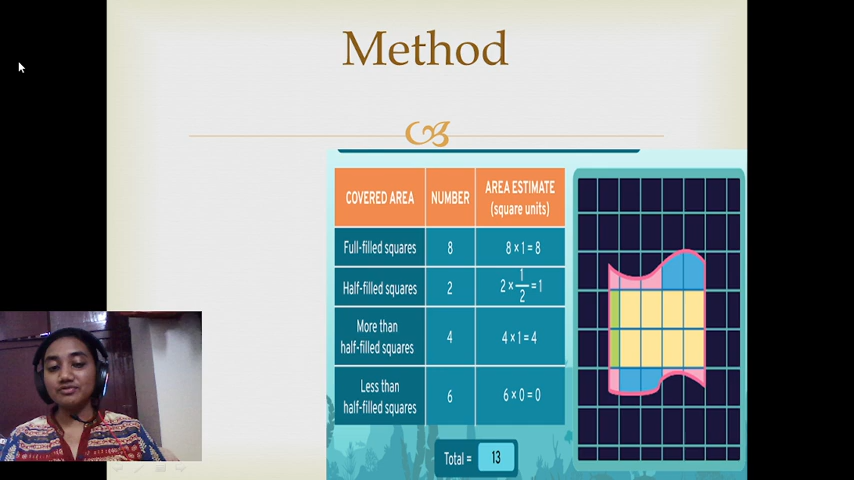 Method
COVERED AREA NUMBER AREA ESTIMATE
(square units)
Full-filled squares 8 8 × 1 = 8
Half-filled squares 2 2 × 1/2 = 1
More than
half-filled squares 4 4 × 1 = 4
Less than
half-filled squares 6 6 × 0 = 0
Total = 13